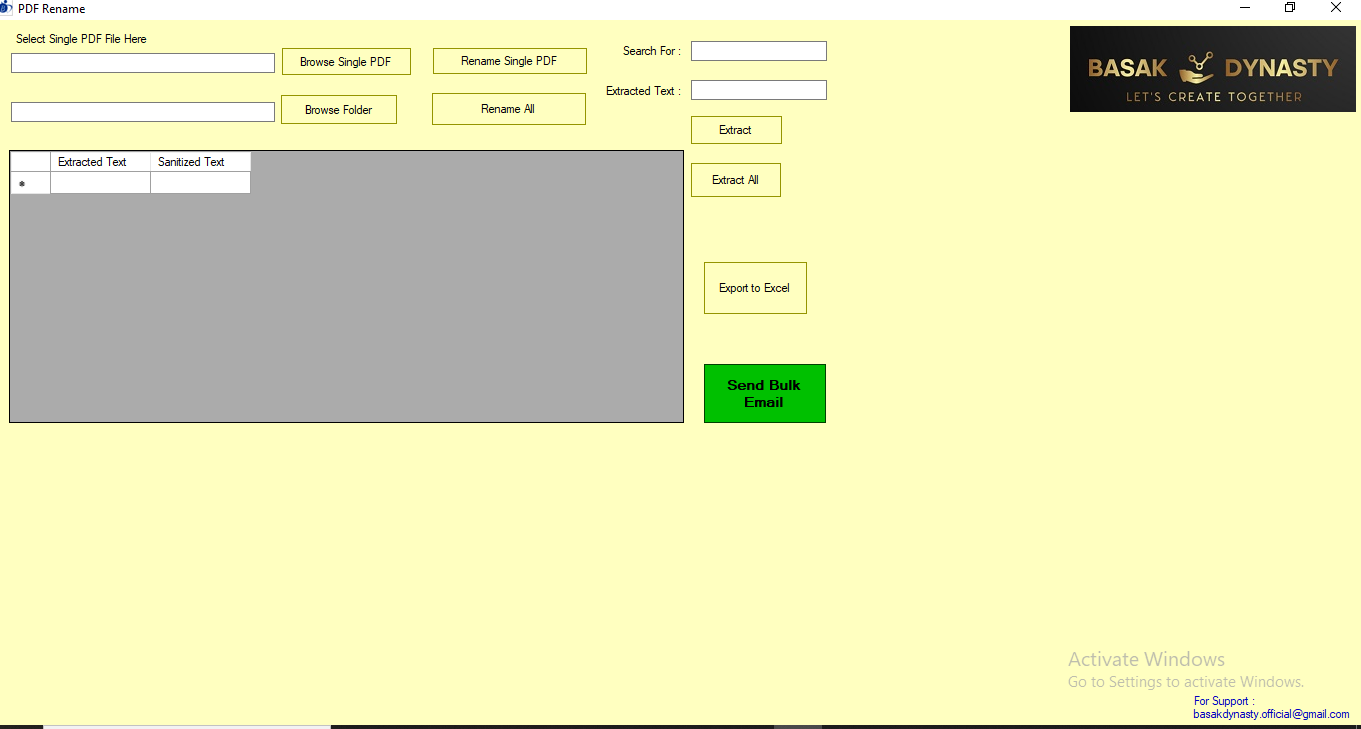 PDF Rename
Select Single PDF File Here
Browse Single PDF
Rename Single PDF
Search For :
BASAK DYNASTY
LET'S CREATE TOGETHER
Extracted Text :
Browse Folder
Rename All
Extract
Extracted Text Sanitized Text
*
Extract All
Export to Excel
Send Bulk
Email
Activate Windows
Go to Settings to activate Windows.
For Support :
basakdynasty.official@gmail.com